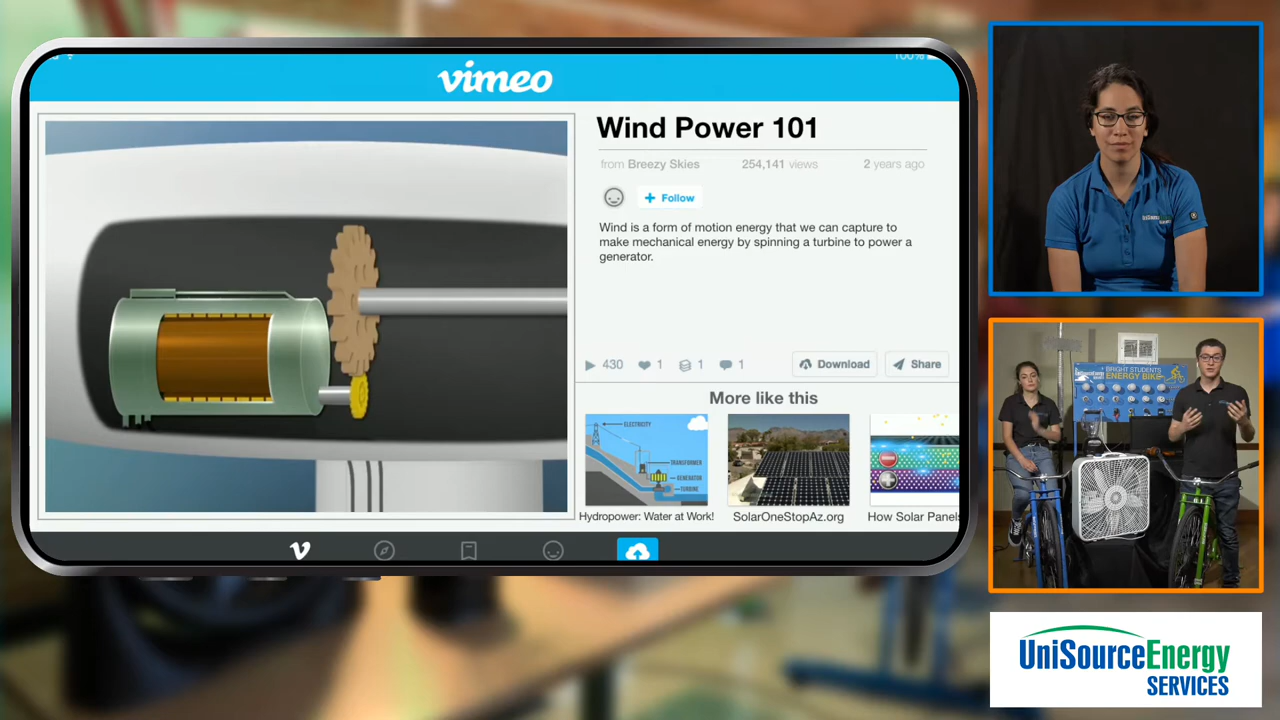 100%
vimeo
Wind Power 101
from Breezy Skies 254,141 views 2 years ago
+ Follow
Wind is a form of motion energy that we can capture to
make mechanical energy by spinning a turbine to power a
generator.
430 1 1 1 Download Share
More like this
ELECTRICITY
TRANSFORMER
GENERATOR
TURBINE
Hydropower: Water at Work!
SolarOneStopAz.org
How Solar Panels
BRIGHT STUDENTS
ENERGY BIKE
UniSourceEnergy
SERVICES